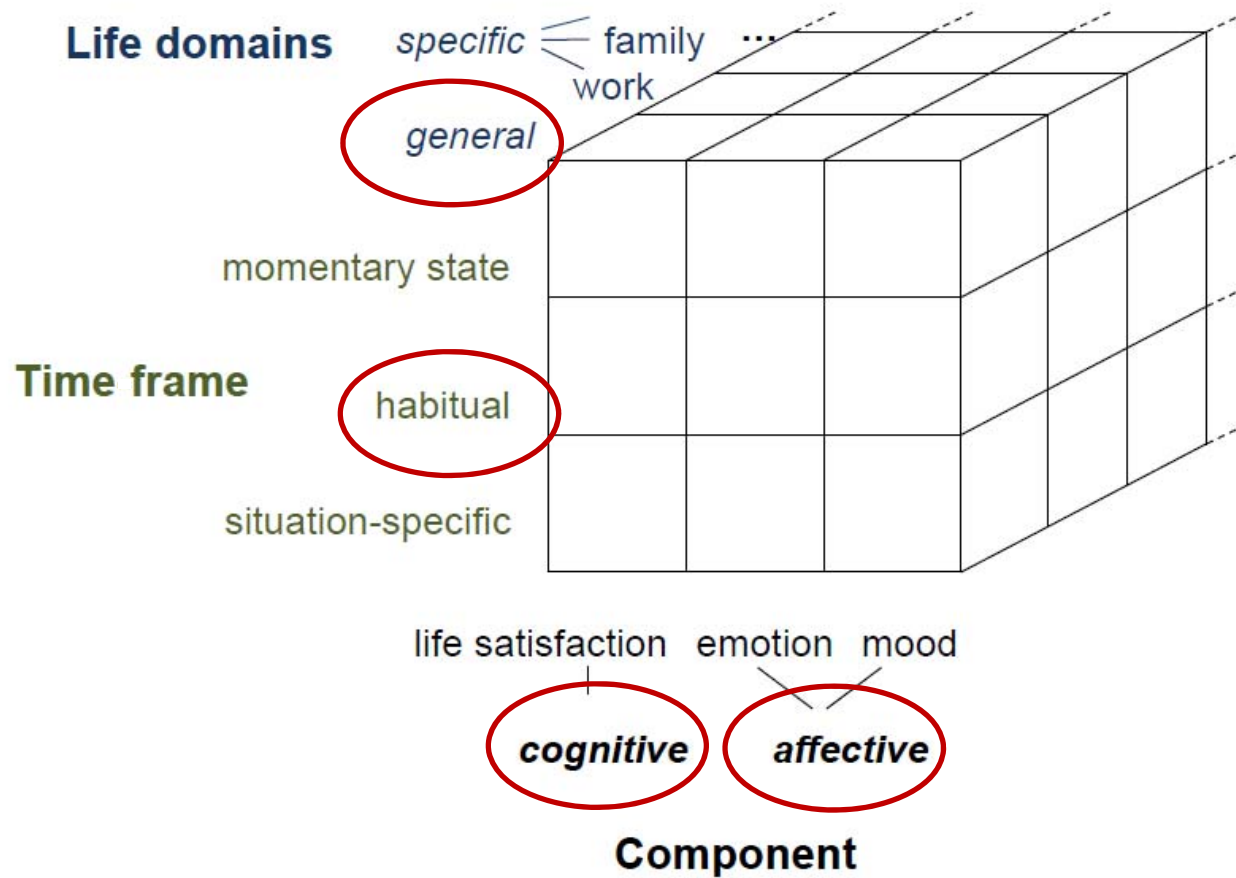 Life domains specific family ...
work
general
momentary state
Time frame
habitual
situation-specific
life satisfaction emotion mood
cognitive affective
Component